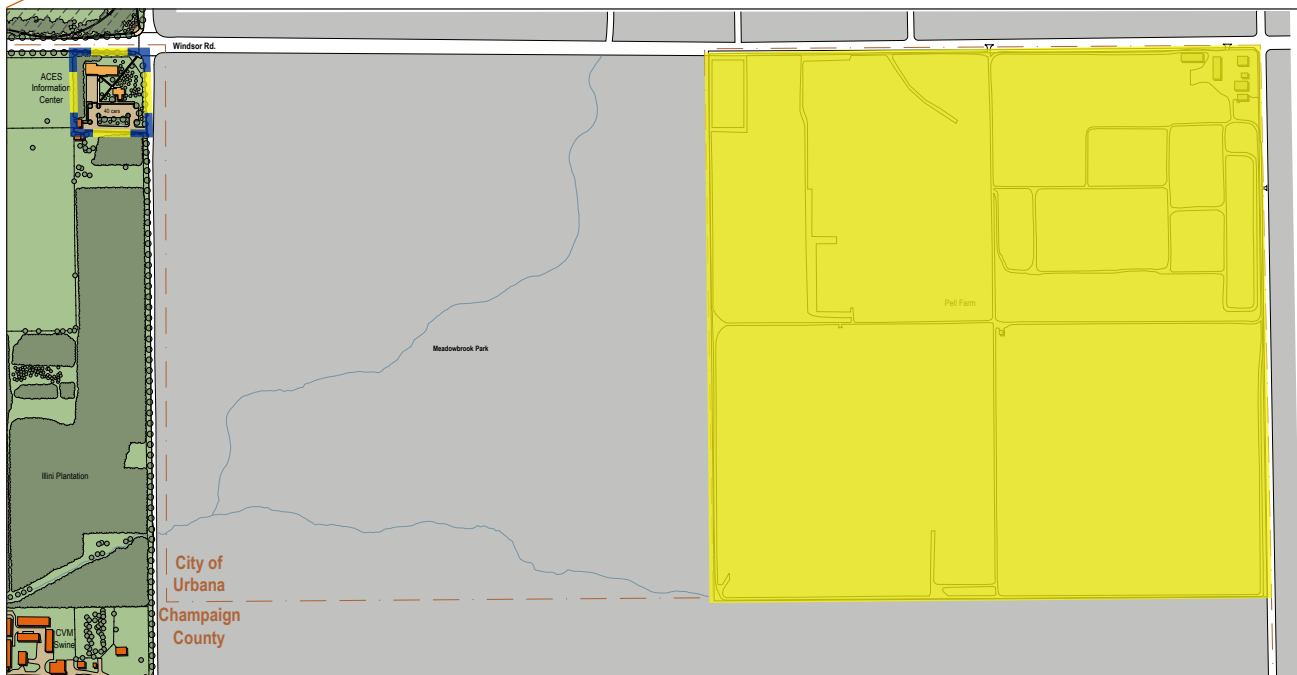 Windsor Rd.
ACES
Information
Center
40 cars
Pell Farm
Meadowbrook Park
Illini Plantation
City of
Urbana
Champaign
County
CVM
Swine